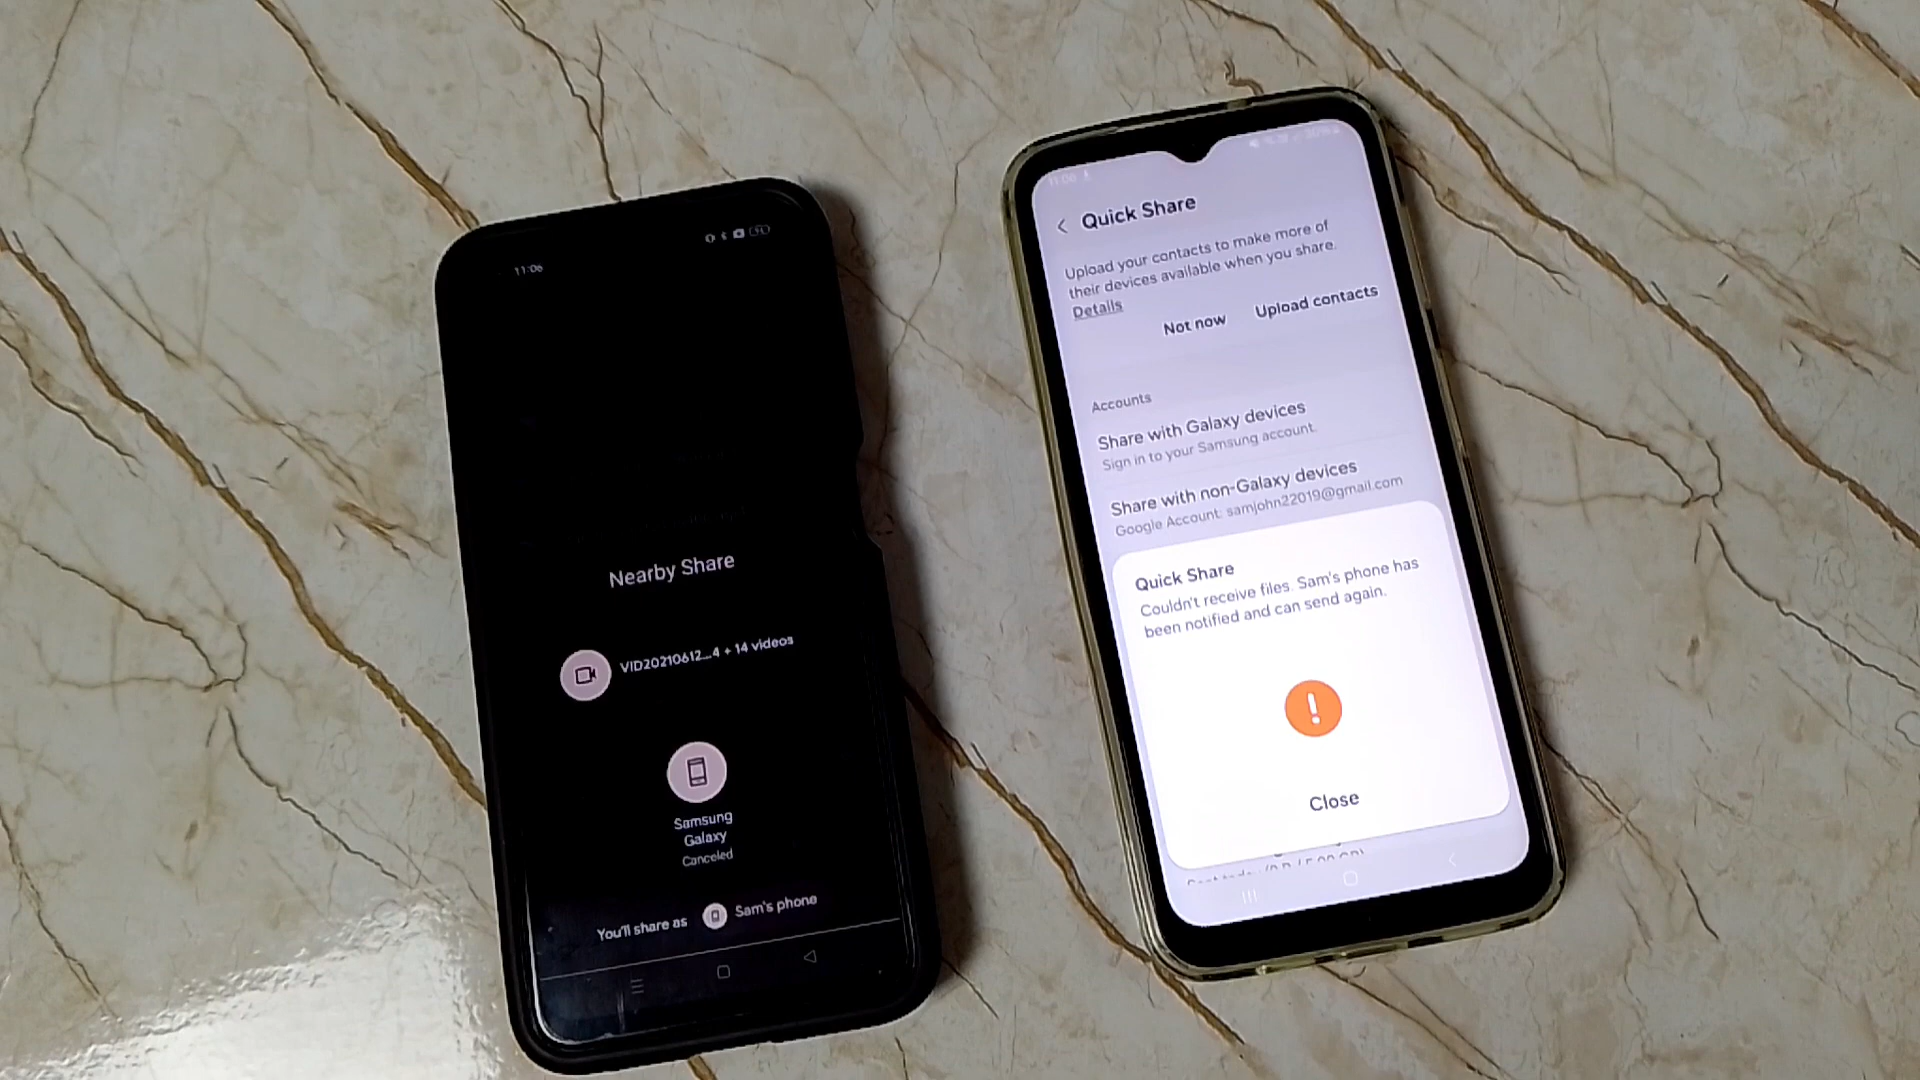 11:06
Nearby Share
VID20210612...4 + 14 videos
Samsung
Galaxy
Canceled
You'll share as Sam's phone
Quick Share
Upload your contacts to make more of
their devices available when you share.
Details
Not now Upload contacts
Accounts
Share with Galaxy devices
Sign in to your Samsung account.
Share with non-Galaxy devices
Google Account: samjohn22019@gmail.com
Quick Share
Couldn't receive files. Sam's phone has
been notified and can send again.
Close